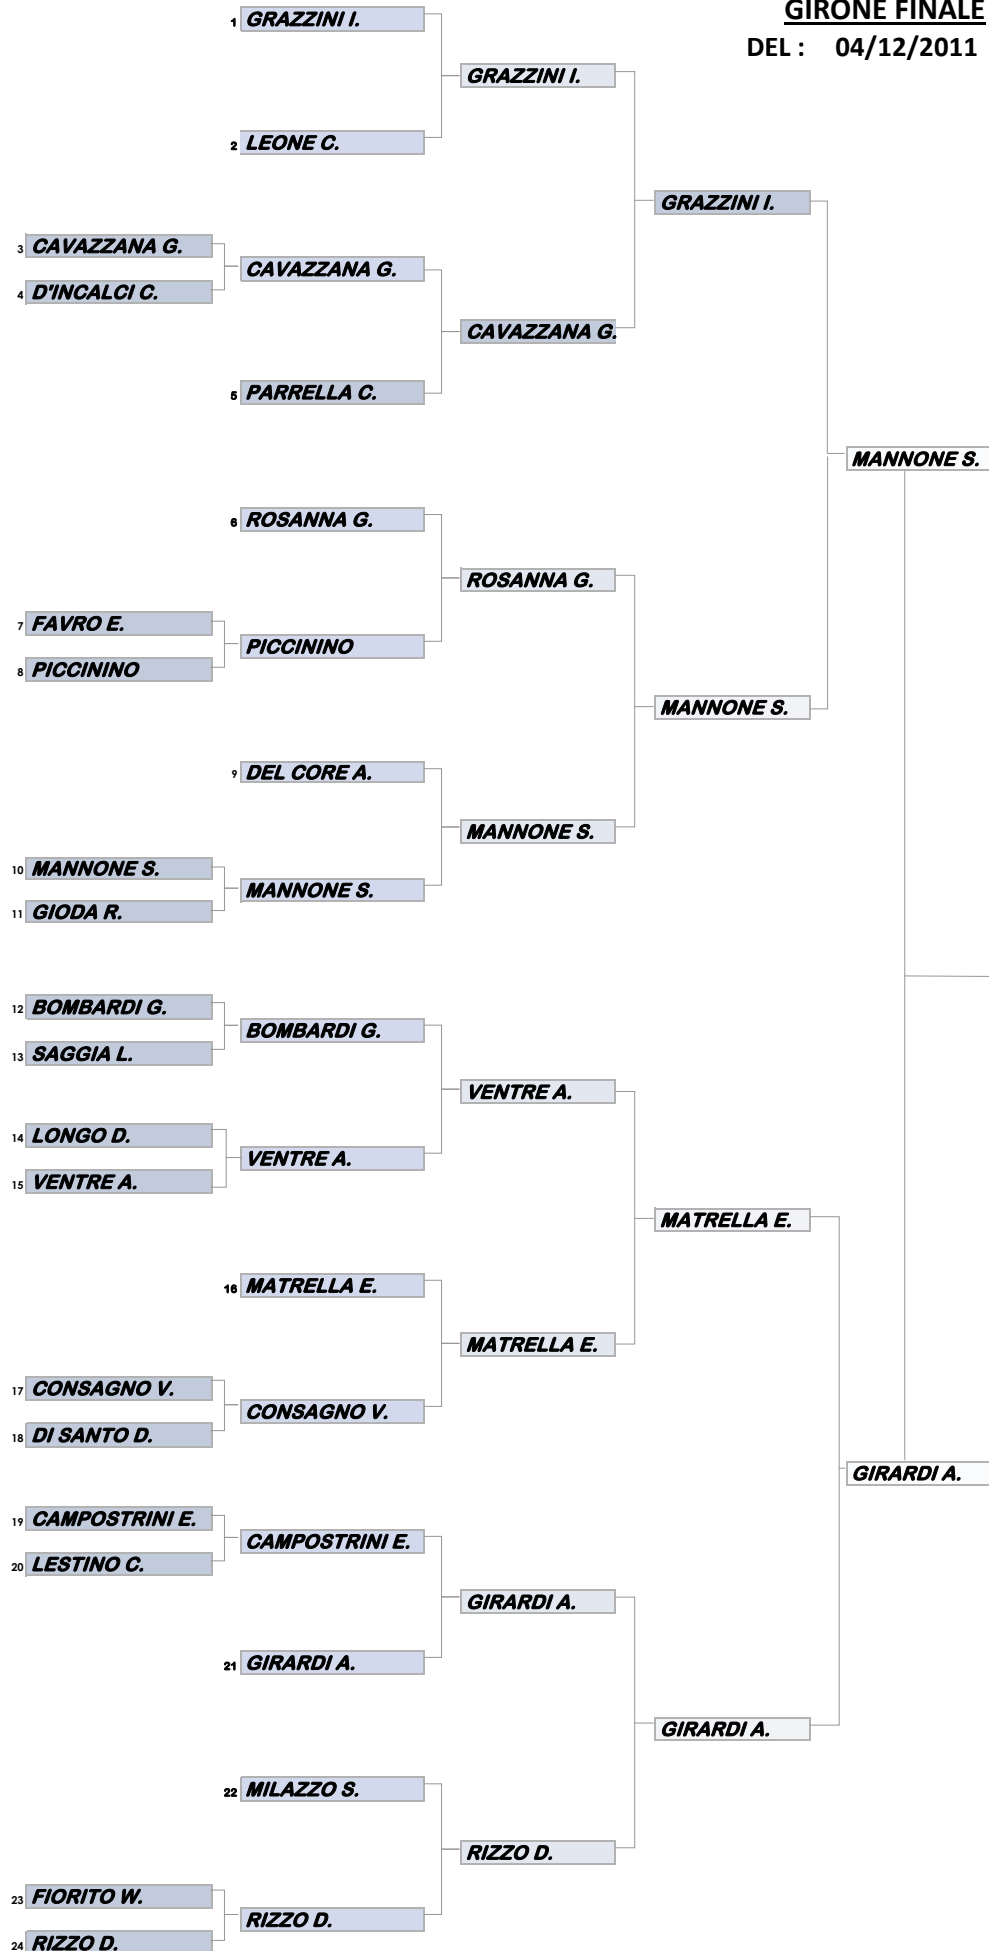 GIRONE FINALE
DEL : 04/12/2011
1 GRAZZINI I.
GRAZZINI I.
2 LEONE C.
GRAZZINI I.
3 CAVAZZANA G.
CAVAZZANA G.
4 D'INCALCI C.
CAVAZZANA G.
5 PARRELLA C.
MANNONE S.
6 ROSANNA G.
ROSANNA G.
7 FAVRO E.
PICCININO
8 PICCININO
MANNONE S.
9 DEL CORE A.
MANNONE S.
10 MANNONE S.
MANNONE S.
11 GIODA R.
12 BOMBARDI G.
BOMBARDI G.
13 SAGGIA L.
VENTRE A.
14 LONGO D.
VENTRE A.
15 VENTRE A.
MATRELLA E.
16 MATRELLA E.
MATRELLA E.
17 CONSAGNO V.
CONSAGNO V.
18 DI SANTO D.
GIRARDI A.
19 CAMPOSTRINI E.
CAMPOSTRINI E.
20 LESTINO C.
GIRARDI A.
21 GIRARDI A.
GIRARDI A.
22 MILAZZO S.
RIZZO D.
23 FIORITO W.
RIZZO D.
24 RIZZO D.